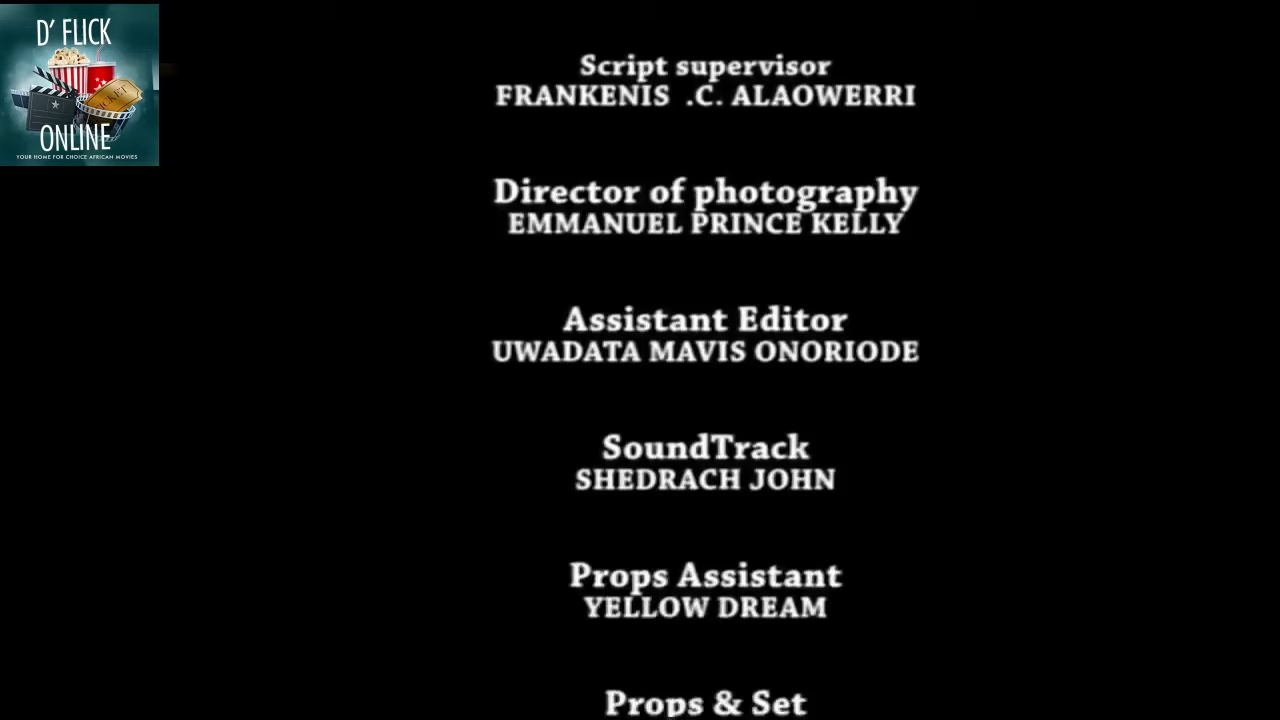 D' FLICK
TICKET
ONLINE
YOUR HOME FOR CHOICE AFRICAN MOVIES
Script supervisor
FRANKENIS .C. ALAOWERRI
Director of photography
EMMANUEL PRINCE KELLY
Assistant Editor
UWADATA MAVIS ONORIODE
SoundTrack
SHEDRACH JOHN
Props Assistant
YELLOW DREAM
Props & Set